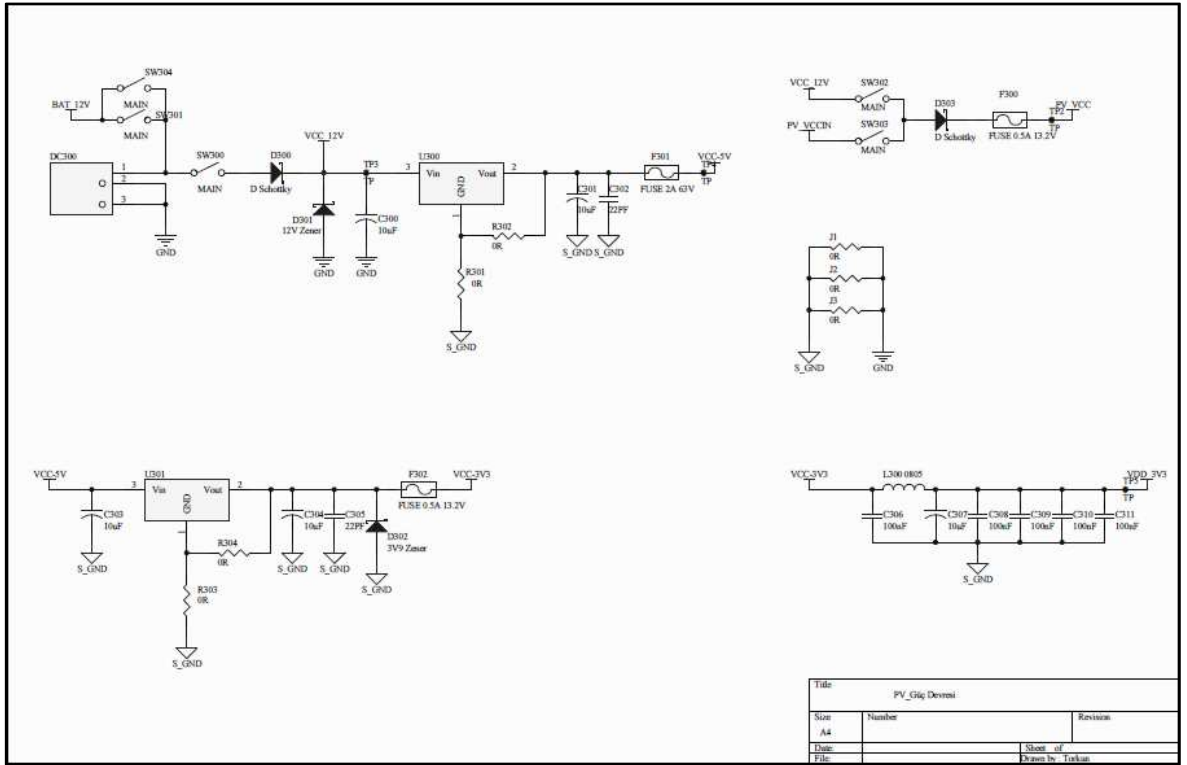 SW304
BAT_12V
MAIN
SW301
MAIN
DC300
1
2
3
SW300
MAIN
D300
D Schottky
VCC_12V
D301
12V Zener
GND
GND
TP3
TP
C300
10uF
GND
U300
3
Vin
Vout
2
GND
1
R302
0R
R301
0R
S_GND
C301
10uF
C302
22PF
S_GND
S_GND
F301
FUSE 2A 63V
VCC-5V
TP
VCC_12V
SW302
MAIN
PV_VCCIN
SW303
MAIN
D303
D Schottky
F300
FUSE 0.5A 13.2V
PV_VCC
TP2
TP
J1
0R
J2
0R
J3
0R
S_GND
GND
VCC-5V
C303
10uF
S_GND
U301
3
Vin
Vout
2
GND
1
R304
0R
R303
0R
S_GND
C304
10uF
S_GND
C305
22PF
S_GND
D302
3V9 Zener
S_GND
F302
FUSE 0.5A 13.2V
VCC-3V3
VCC-3V3
L300 0805
VDD_3V3
TP5
TP
C306
100nF
C307
10uF
C308
100nF
C309
100nF
C310
100nF
C311
100nF
S_GND
Title
PV_Güç Devresi
Size
Number
Revision
A4
Date:
Sheet of
File:
Drawn by : Torkun